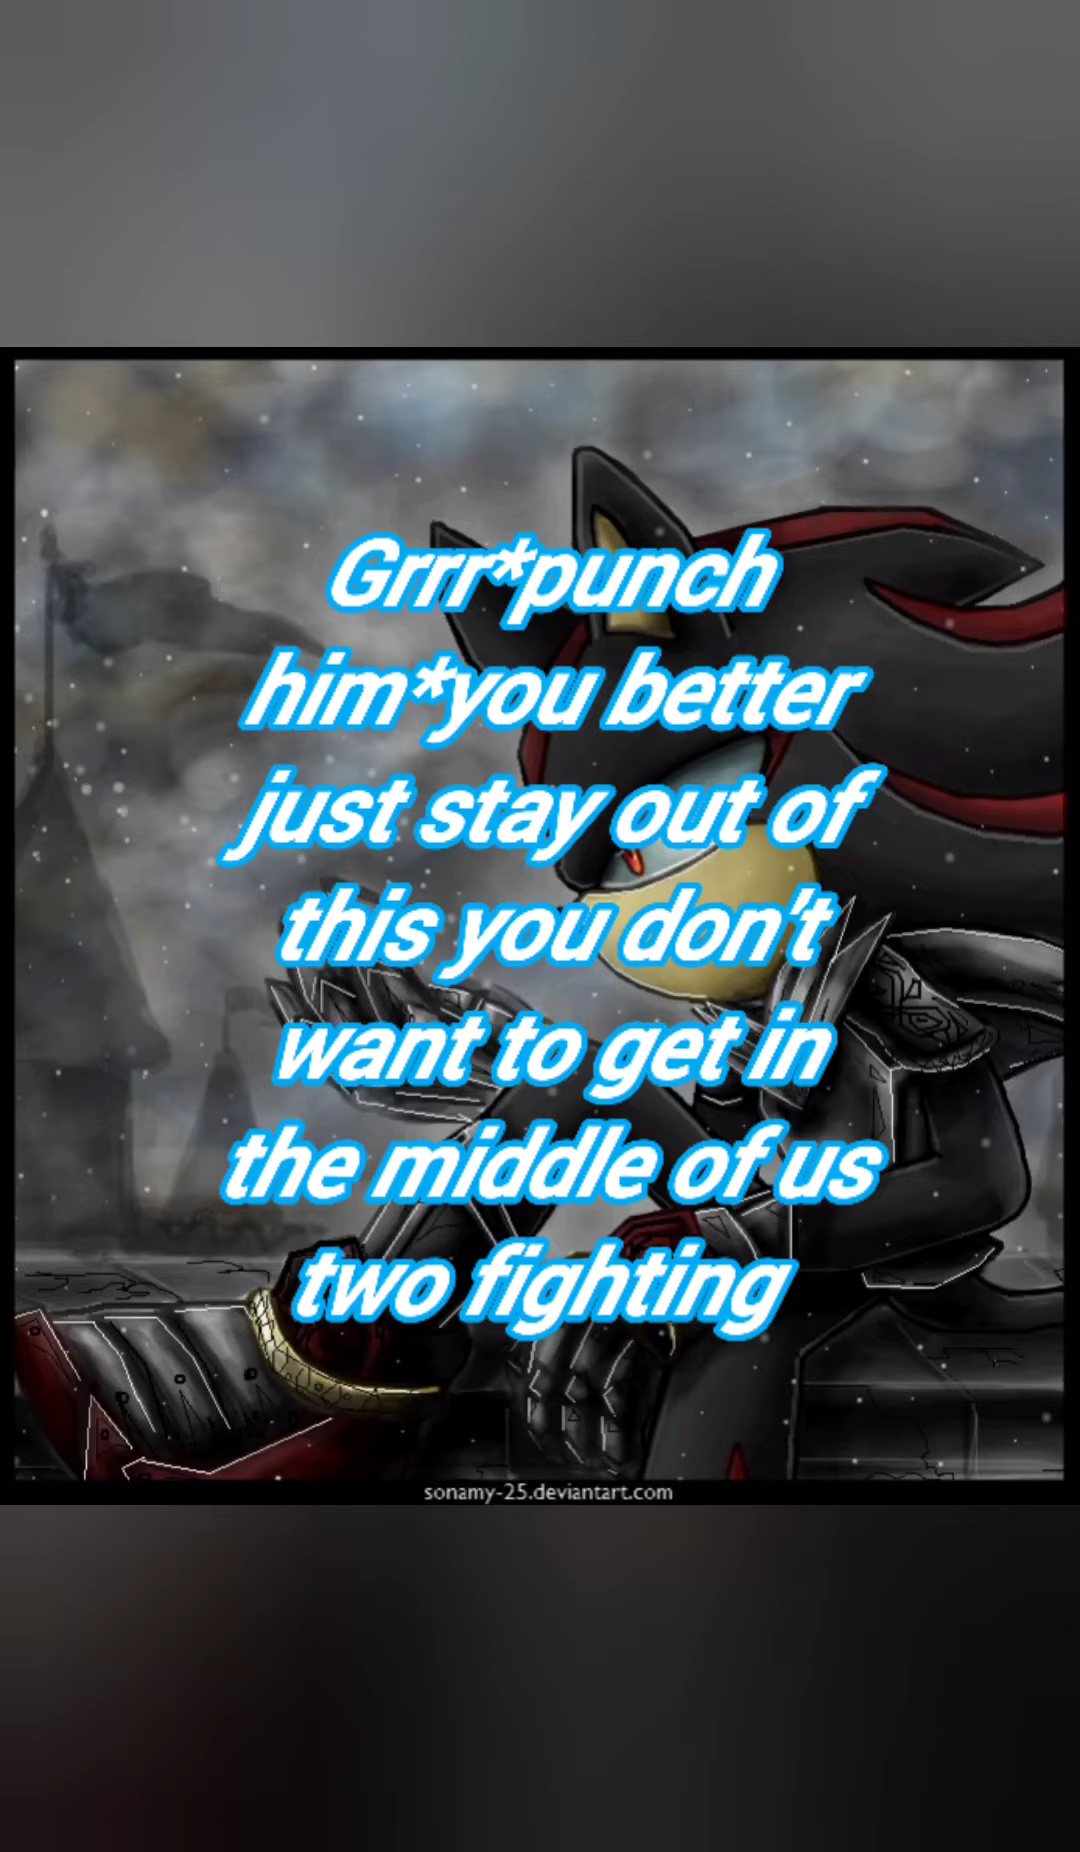 Grrr*punch
him*you better
just stay out of
this you don't
want to get in
the middle of us
two fighting
sonamy-25.deviantart.com